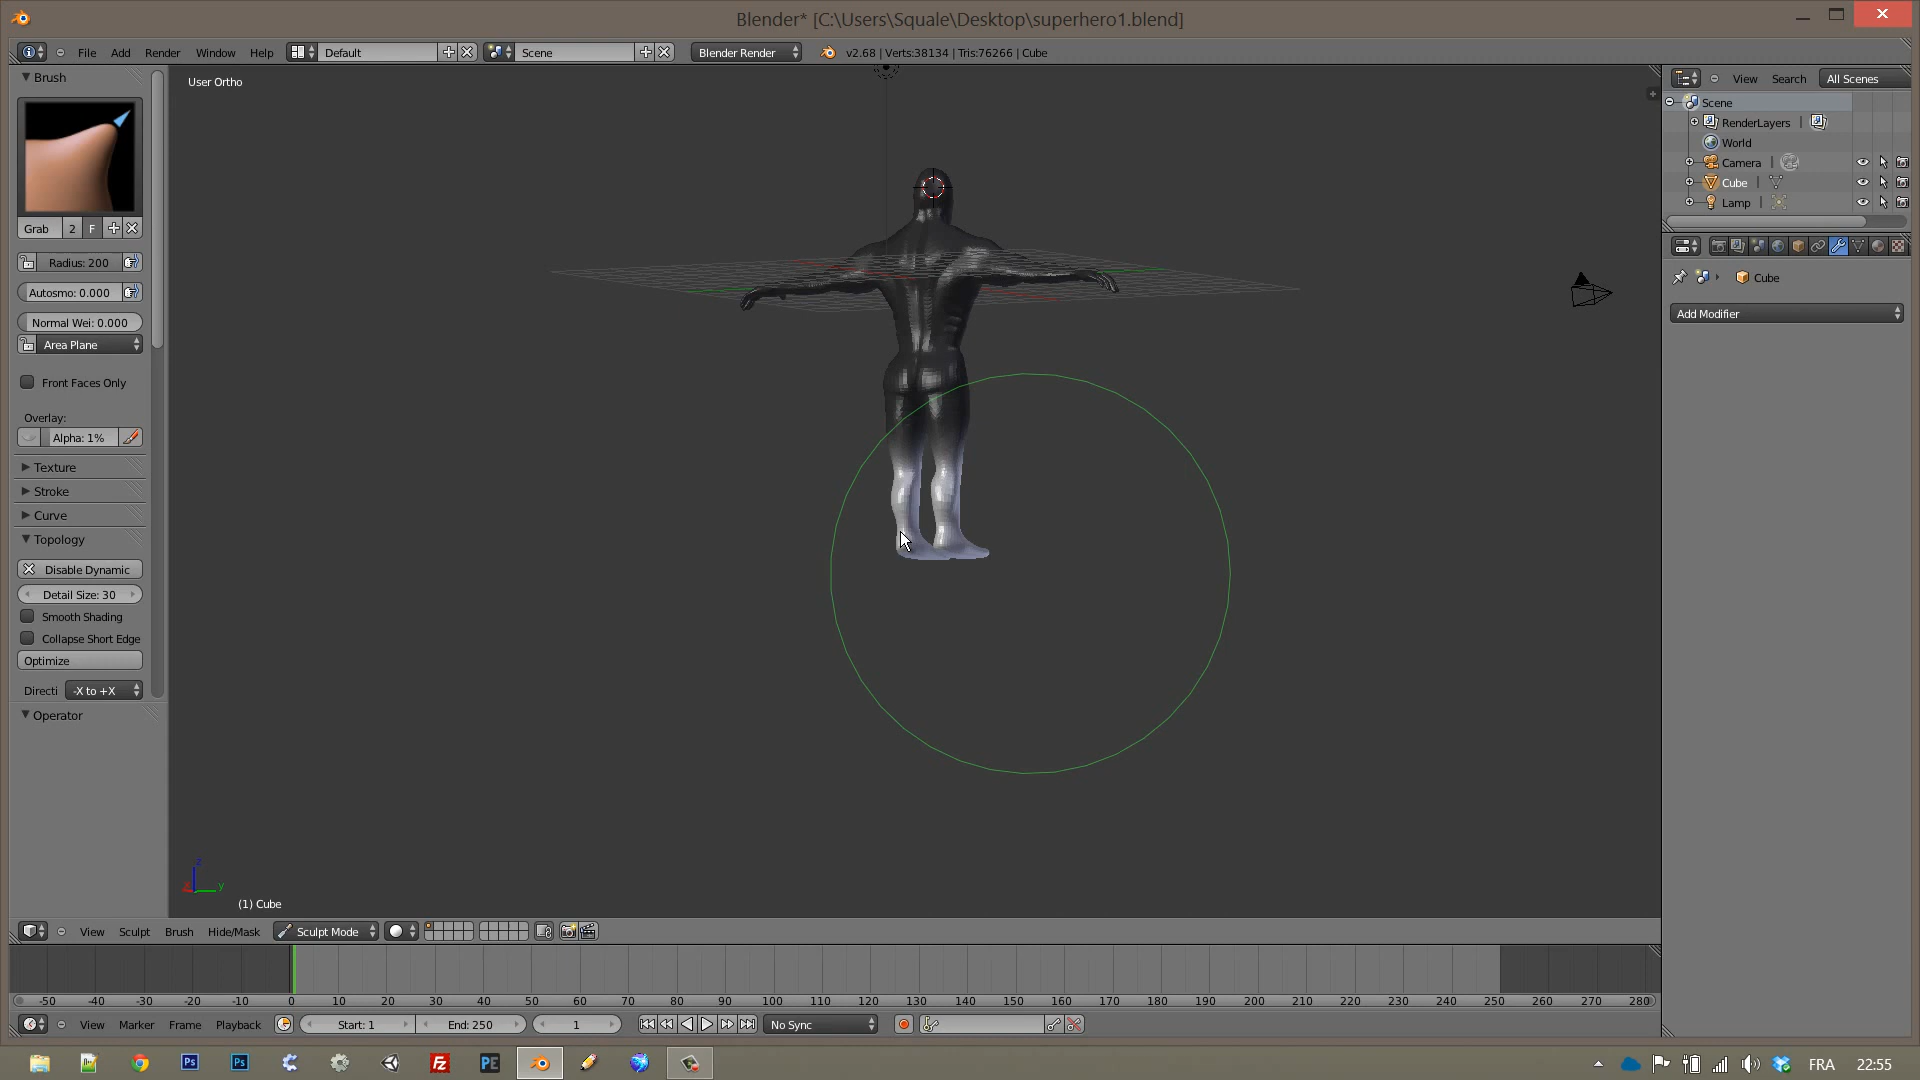 Blender* [C:\Users\Squale\Desktop\superhero1.blend]
File Add Render Window Help Default Scene Blender Render v2.68 | Verts:38134 | Tris:76266 | Cube
Brush
User Ortho
View Search All Scenes
Scene
RenderLayers
World
Camera
Cube
Lamp
Grab 2 F
Radius: 200
Autosmo: 0.000
Cube
Normal Wei: 0.000
Add Modifier
Area Plane
Front Faces Only
Overlay:
Alpha: 1%
Texture
Stroke
Curve
Topology
Disable Dynamic
Detail Size: 30
Smooth Shading
Collapse Short Edge
Optimize
Directi -X to +X
Operator
z
x y
(1) Cube
View Sculpt Brush Hide/Mask Sculpt Mode
-50 -40 -30 -20 -10 0 10 20 30 40 50 60 70 80 90 100 110 120 130 140 150 160 170 180 190 200 210 220 230 240 250 260 270 280
View Marker Frame Playback Start: 1 End: 250 1 No Sync
Ps Ps Fz PE FRA 22:55